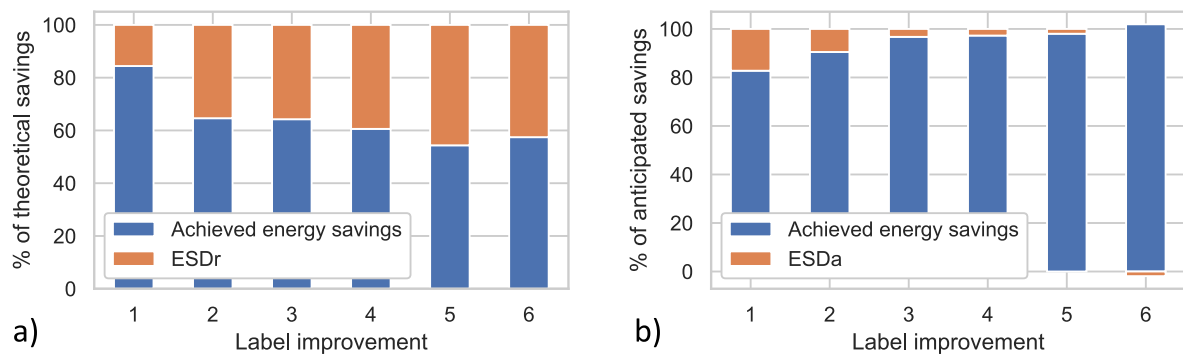 % of theoretical savings
100
80
60
40
20
0
Achieved energy savings
ESDr
1 2 3 4 5 6
Label improvement
a)
% of anticipated savings
100
80
60
40
20
0
Achieved energy savings
ESDa
1 2 3 4 5 6
Label improvement
b)